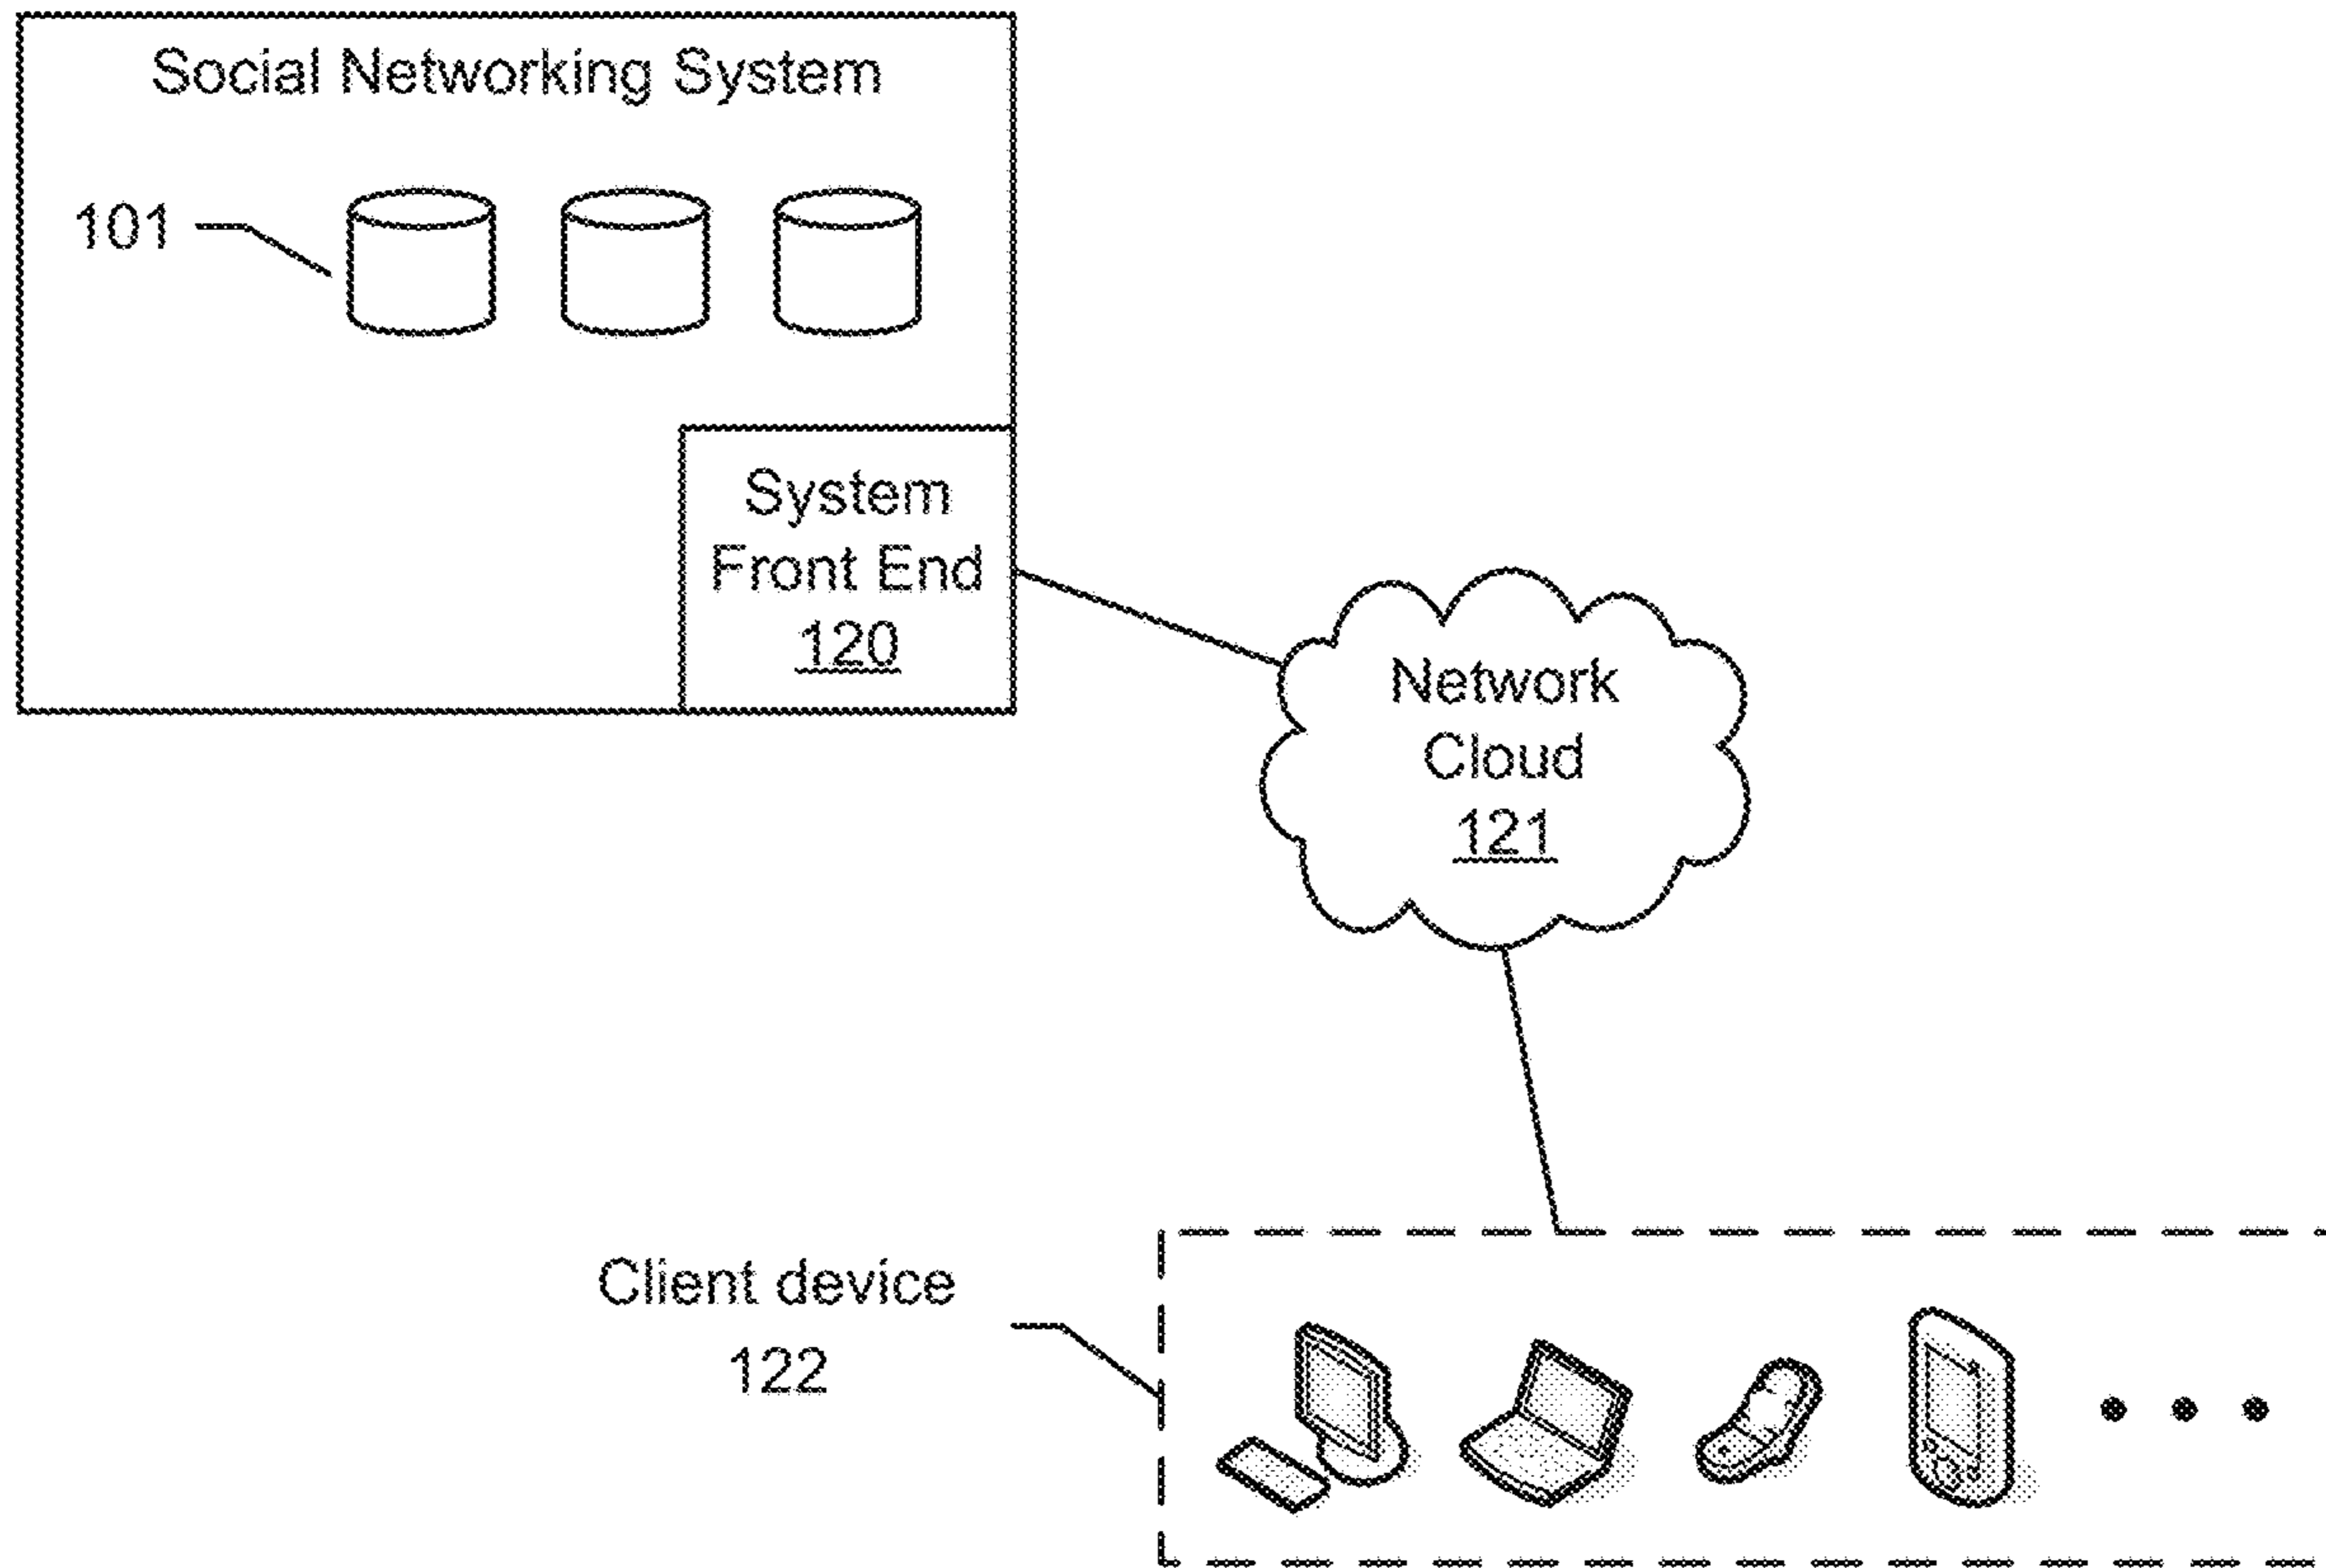 Social Networking System
101
System
Front End
120
Network
Cloud
121
Client device
122